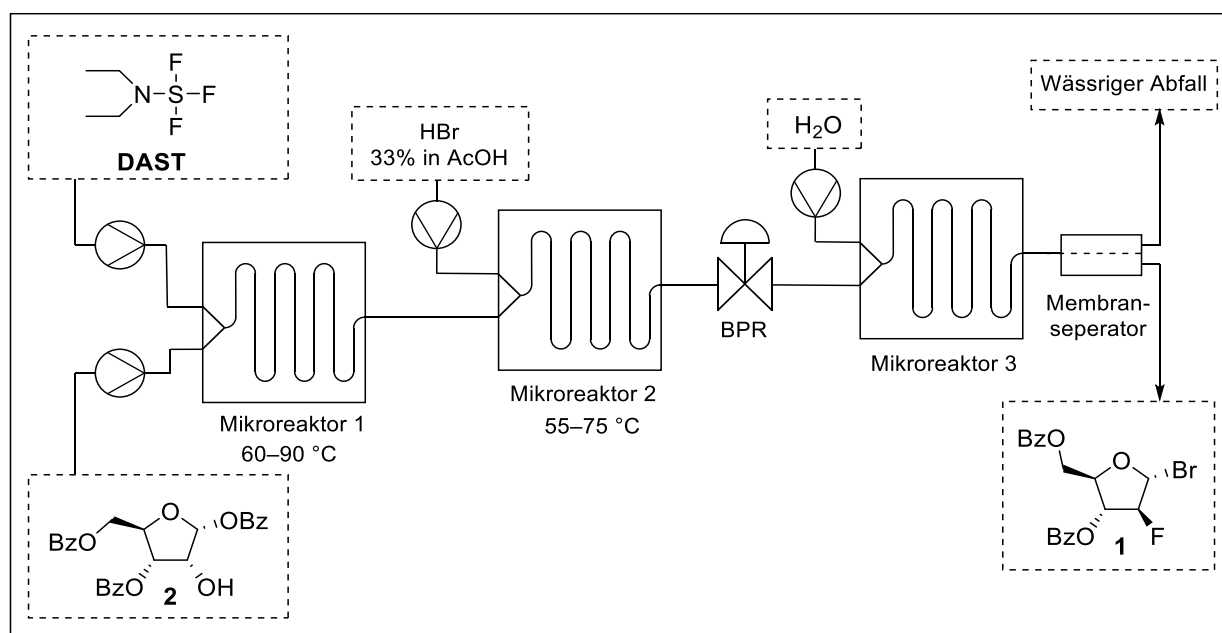 F
N
S
F
F
DAST
HBr
33% in AcOH
H₂O
Wässriger Abfall
BPR
Membran-
seperator
Mikroreaktor 3
Mikroreaktor 2
55–75 °C
Mikroreaktor 1
60–90 °C
O
BzO
OBz
BzO
OH
2
BzO
O
Br
BzO
F
1